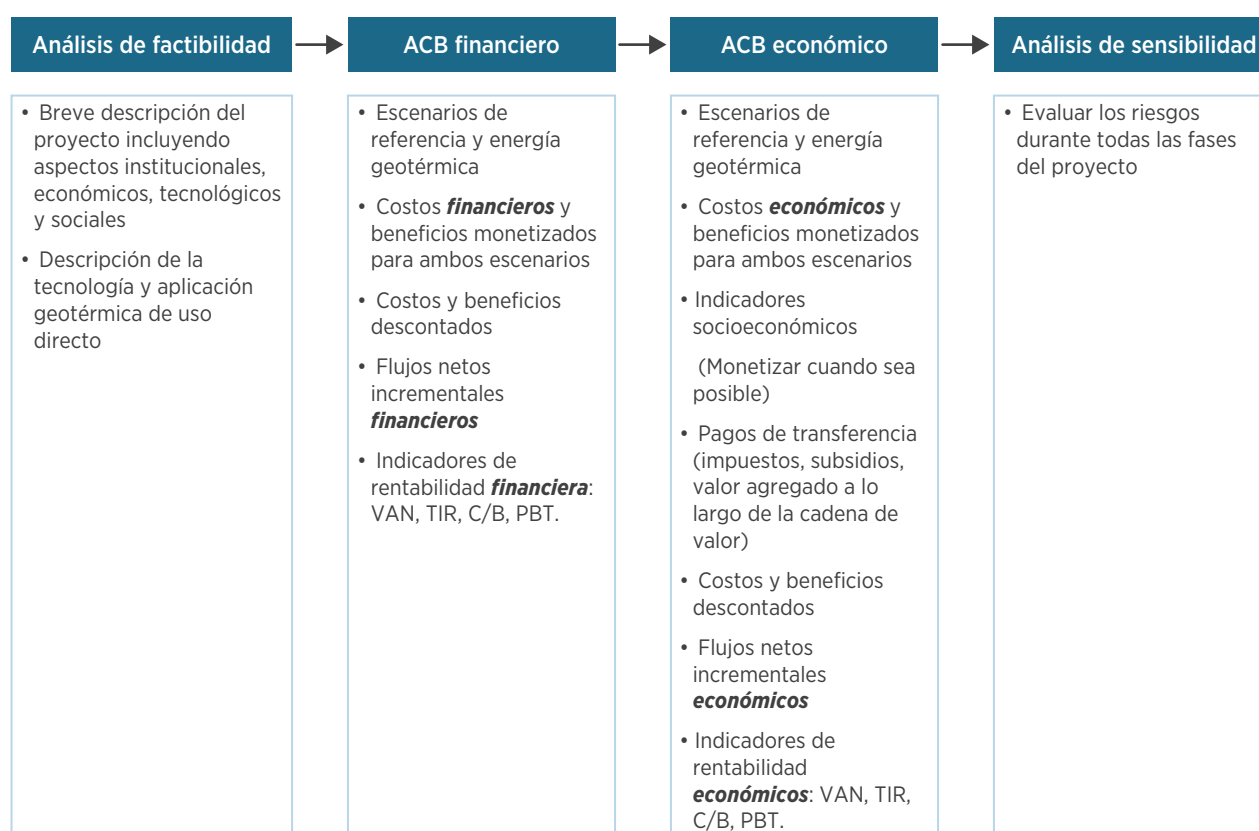 Análisis de factibilidad
• Breve descripción del
proyecto incluyendo
aspectos institucionales,
económicos, tecnológicos
y sociales
• Descripción de la
tecnología y aplicación
geotérmica de uso
directo
ACB financiero
• Escenarios de
referencia y energía
geotérmica
• Costos financieros y
beneficios monetizados
para ambos escenarios
• Costos y beneficios
descontados
• Flujos netos
incrementales
financieros
• Indicadores de
rentabilidad financiera:
VAN, TIR, C/B, PBT.
ACB económico
• Escenarios de
referencia y energía
geotérmica
• Costos económicos y
beneficios monetizados
para ambos escenarios
• Indicadores
socioeconómicos
(Monetizar cuando sea
posible)
• Pagos de transferencia
(impuestos, subsidios,
valor agregado a lo
largo de la cadena de
valor)
• Costos y beneficios
descontados
• Flujos netos
incrementales
económicos
• Indicadores de
rentabilidad
económicos: VAN, TIR,
C/B, PBT.
Análisis de sensibilidad
• Evaluar los riesgos
durante todas las fases
del proyecto